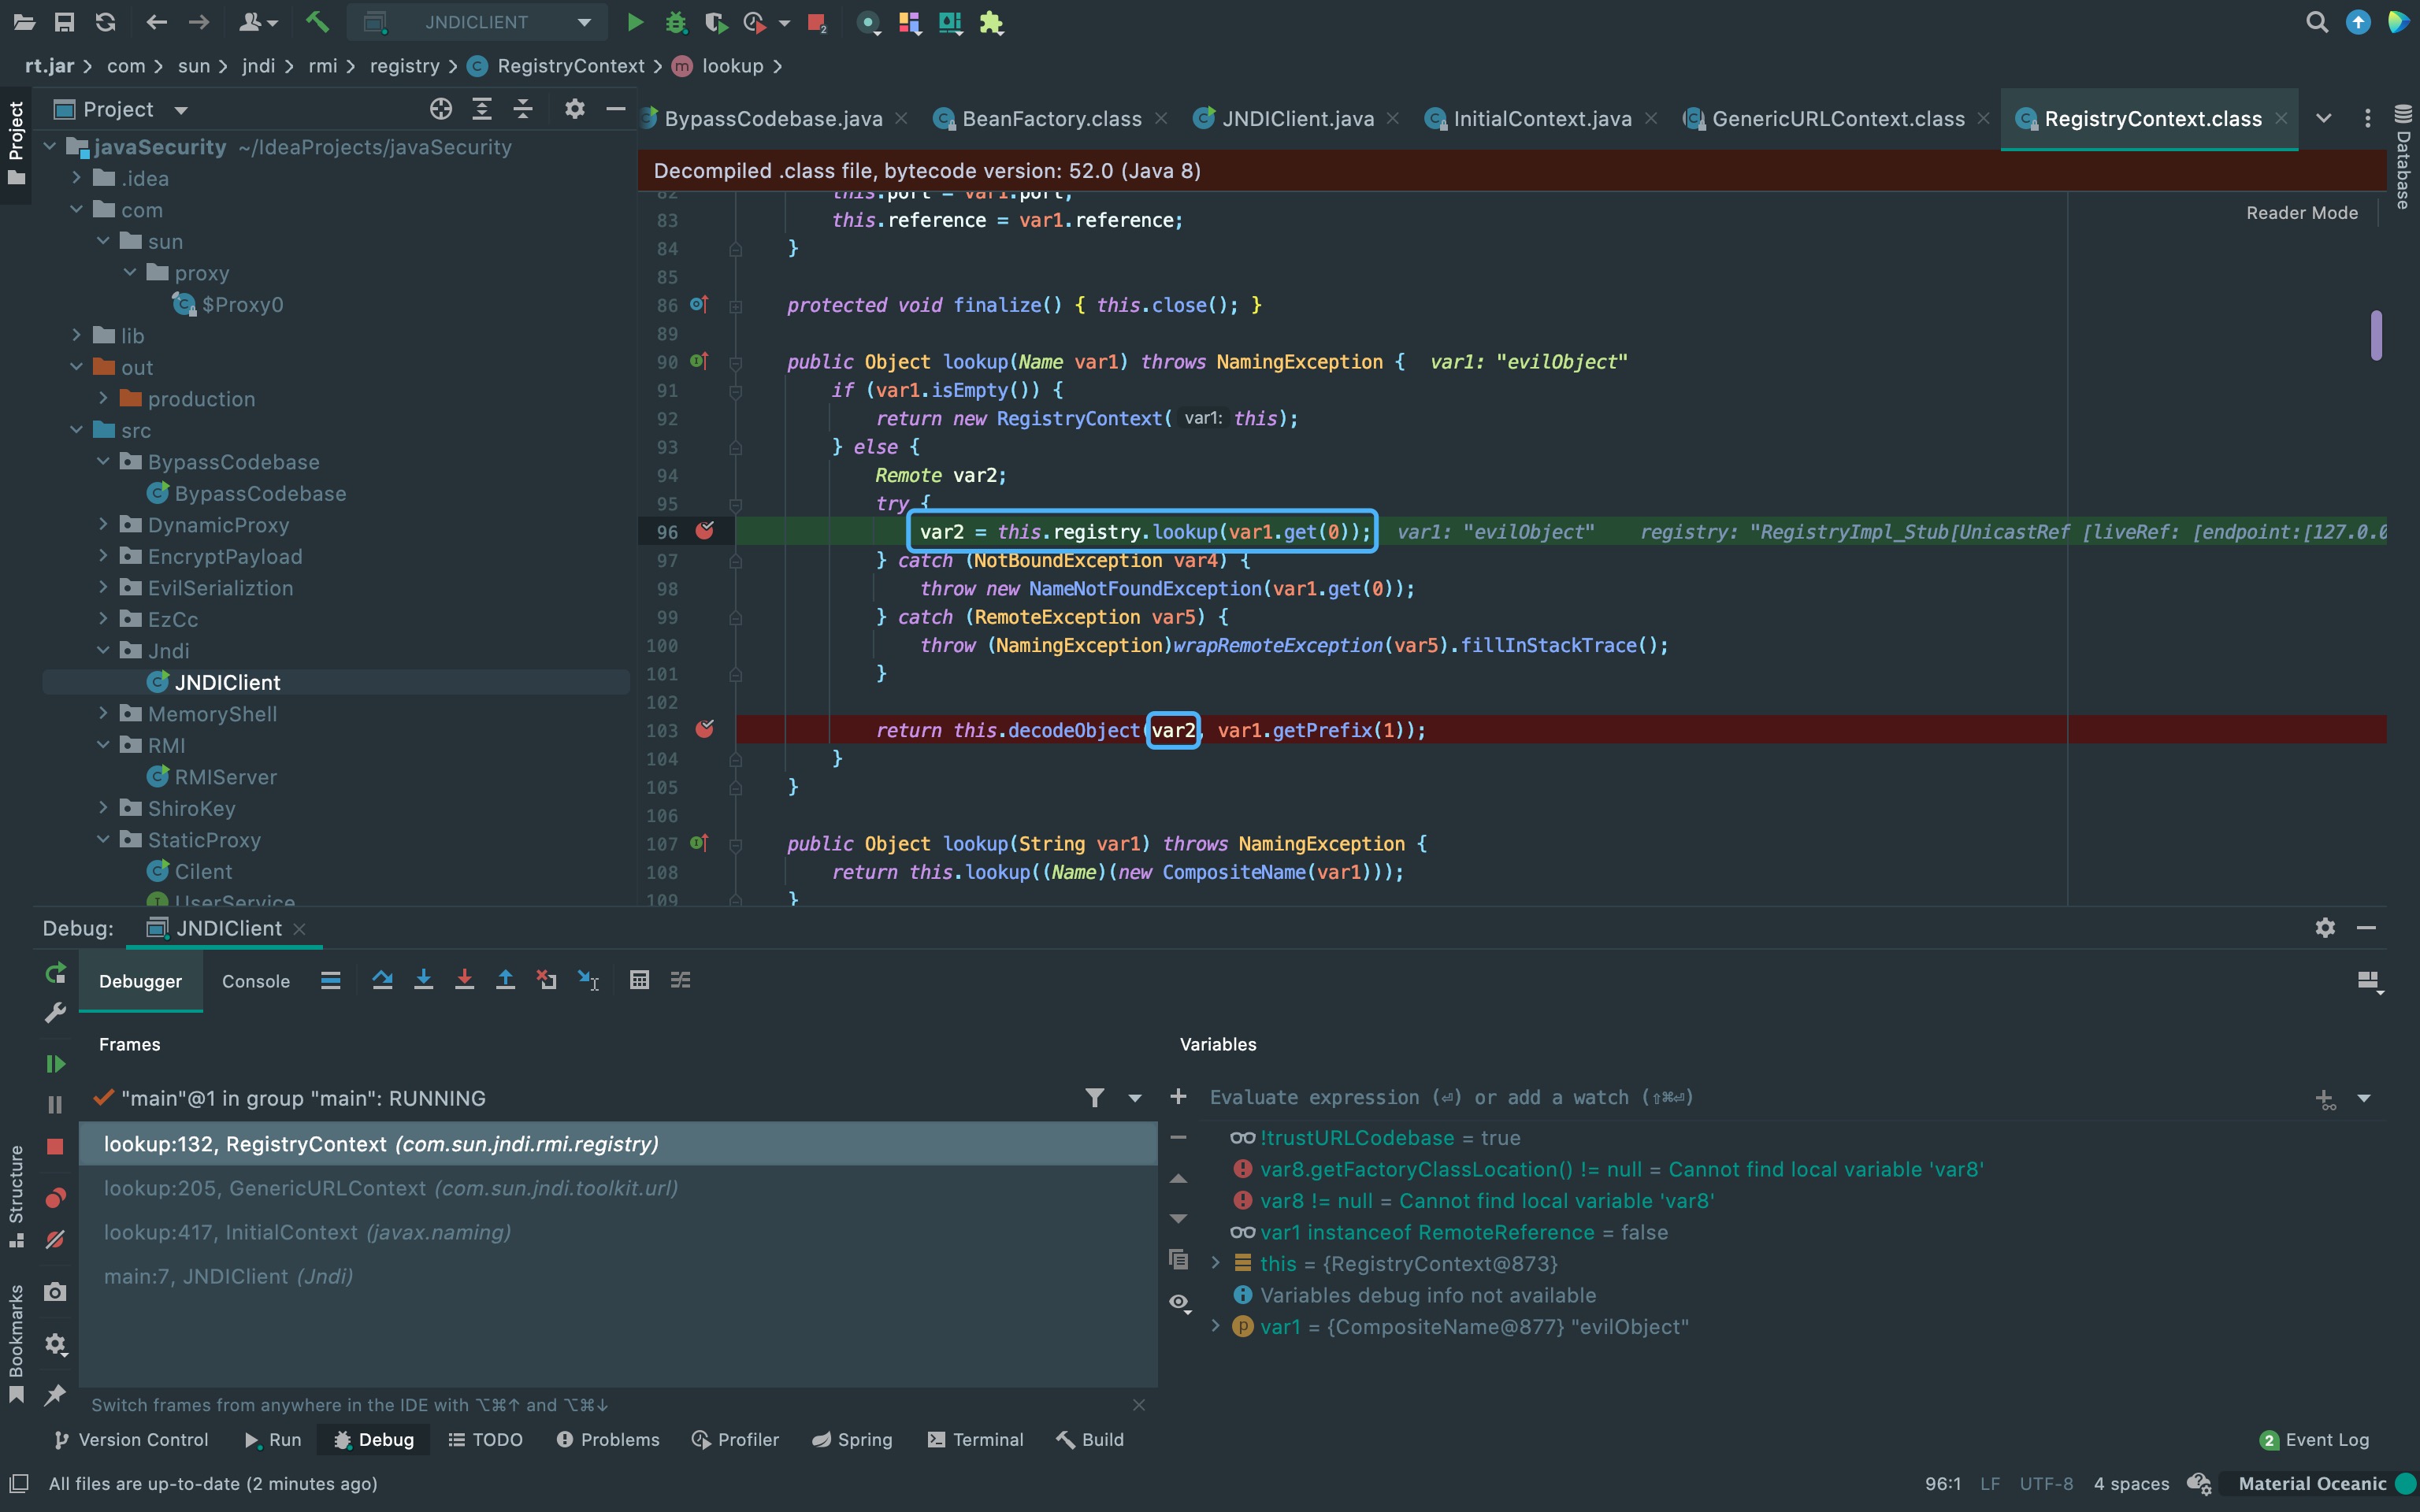 JNDICLIENT
2
rt.jar
com
sun
jndi
rmi
registry
RegistryContext
lookup
Project
Project
javaSecurity ~/IdeaProjects/javaSecurity
.idea
com
sun
proxy
$Proxy0
lib
out
production
src
BypassCodebase
BypassCodebase
DynamicProxy
EncryptPayload
EvilSerializtion
EzCc
Jndi
JNDIClient
MemoryShell
RMI
RMIServer
ShiroKey
StaticProxy
Cilent
UserService
BypassCodebase.java
BeanFactory.class
JNDIClient.java
InitialContext.java
GenericURLContext.class
RegistryContext.class
Database
Decompiled .class file, bytecode version: 52.0 (Java 8)
Reader Mode
82 this.port = var1.port;
83 this.reference = var1.reference;
84 }
85
86 protected void finalize() { this.close(); }
89
90 public Object lookup(Name var1) throws NamingException { var1: "evilObject"
91 if (var1.isEmpty()) {
92 return new RegistryContext( var1: this);
93 } else {
94 Remote var2;
95 try {
96 var2 = this.registry.lookup(var1.get(0)); var1: "evilObject" registry: "RegistryImpl_Stub[UnicastRef [liveRef: [endpoint:[127.0.0
97 } catch (NotBoundException var4) {
98 throw new NameNotFoundException(var1.get(0));
99 } catch (RemoteException var5) {
100 throw (NamingException)wrapRemoteException(var5).fillInStackTrace();
101 }
102
103 return this.decodeObject(var2, var1.getPrefix(1));
104 }
105 }
106
107 public Object lookup(String var1) throws NamingException {
108 return this.lookup((Name)(new CompositeName(var1)));
109 }
Debug:
JNDIClient
Debugger
Console
Frames
"main"@1 in group "main": RUNNING
lookup:132, RegistryContext (com.sun.jndi.rmi.registry)
lookup:205, GenericURLContext (com.sun.jndi.toolkit.url)
lookup:417, InitialContext (javax.naming)
main:7, JNDIClient (Jndi)
Switch frames from anywhere in the IDE with ⌥⌘↑ and ⌥⌘↓
Variables
Evaluate expression (⏎) or add a watch (⇧⌘⏎)
!trustURLCodebase = true
var8.getFactoryClassLocation() != null = Cannot find local variable 'var8'
var8 != null = Cannot find local variable 'var8'
var1 instanceof RemoteReference = false
this = {RegistryContext@873}
Variables debug info not available
var1 = {CompositeName@877} "evilObject"
Structure
Bookmarks
Version Control
Run
Debug
TODO
Problems
Profiler
Spring
Terminal
Build
2 Event Log
All files are up-to-date (2 minutes ago)
96:1 LF UTF-8 4 spaces Material Oceanic